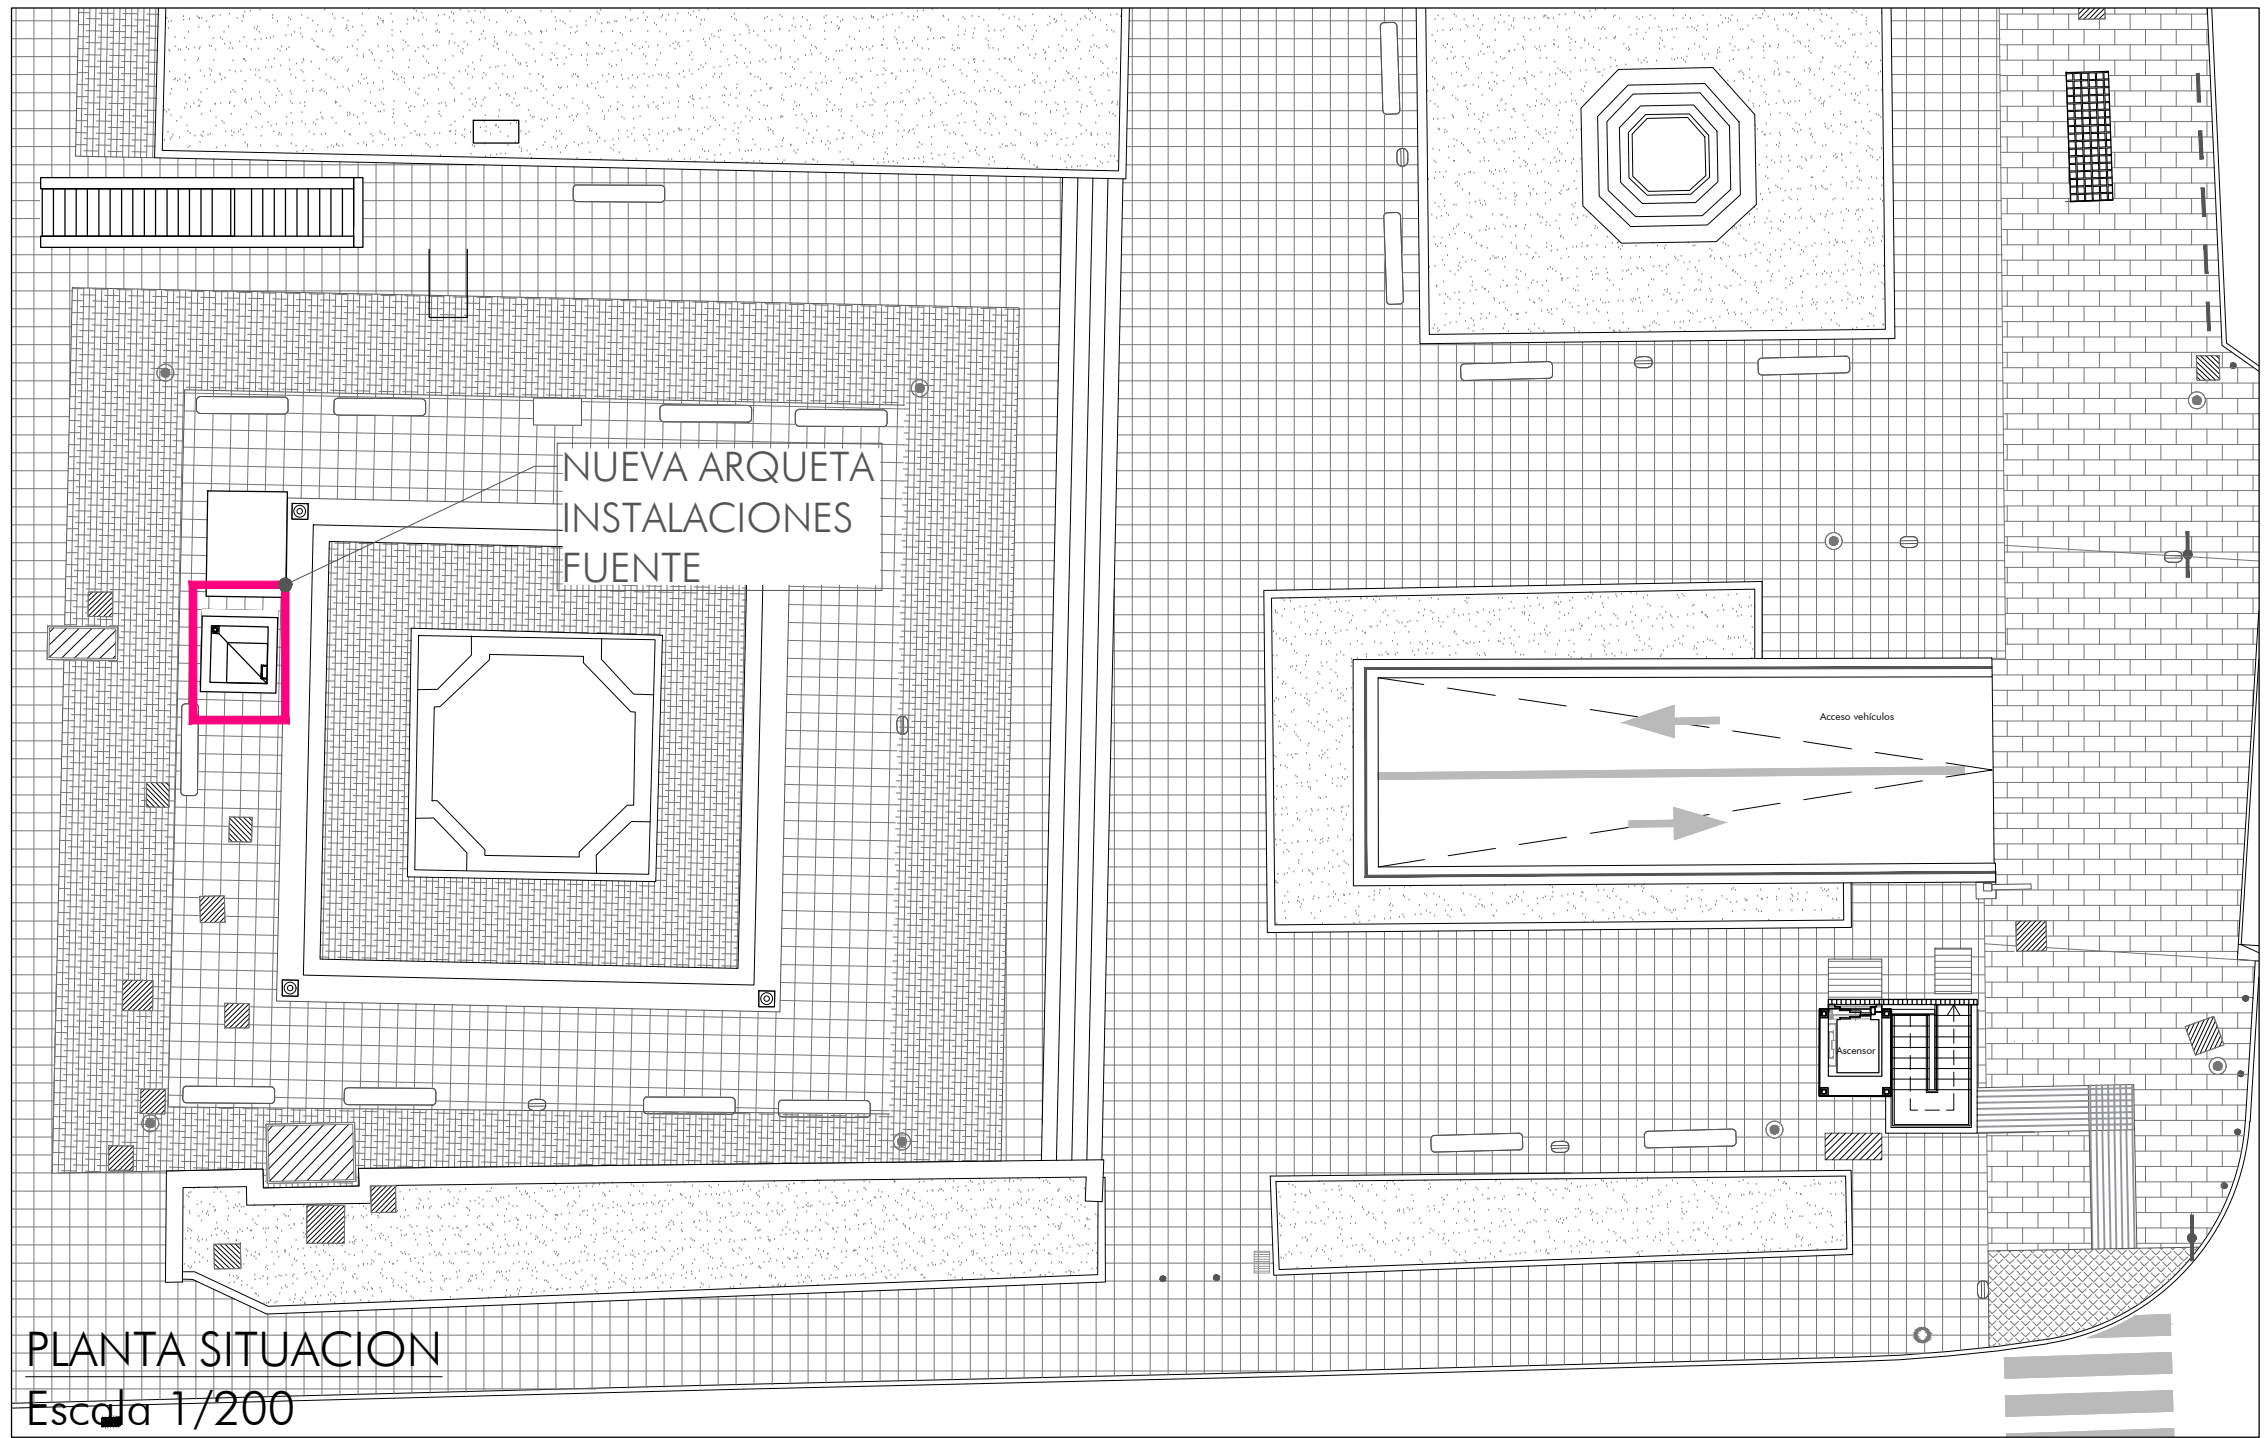 NUEVA ARQUETA
INSTALACIONES
FUENTE
Acceso vehículos
Ascensor
PLANTA SITUACION
Escala 1/200